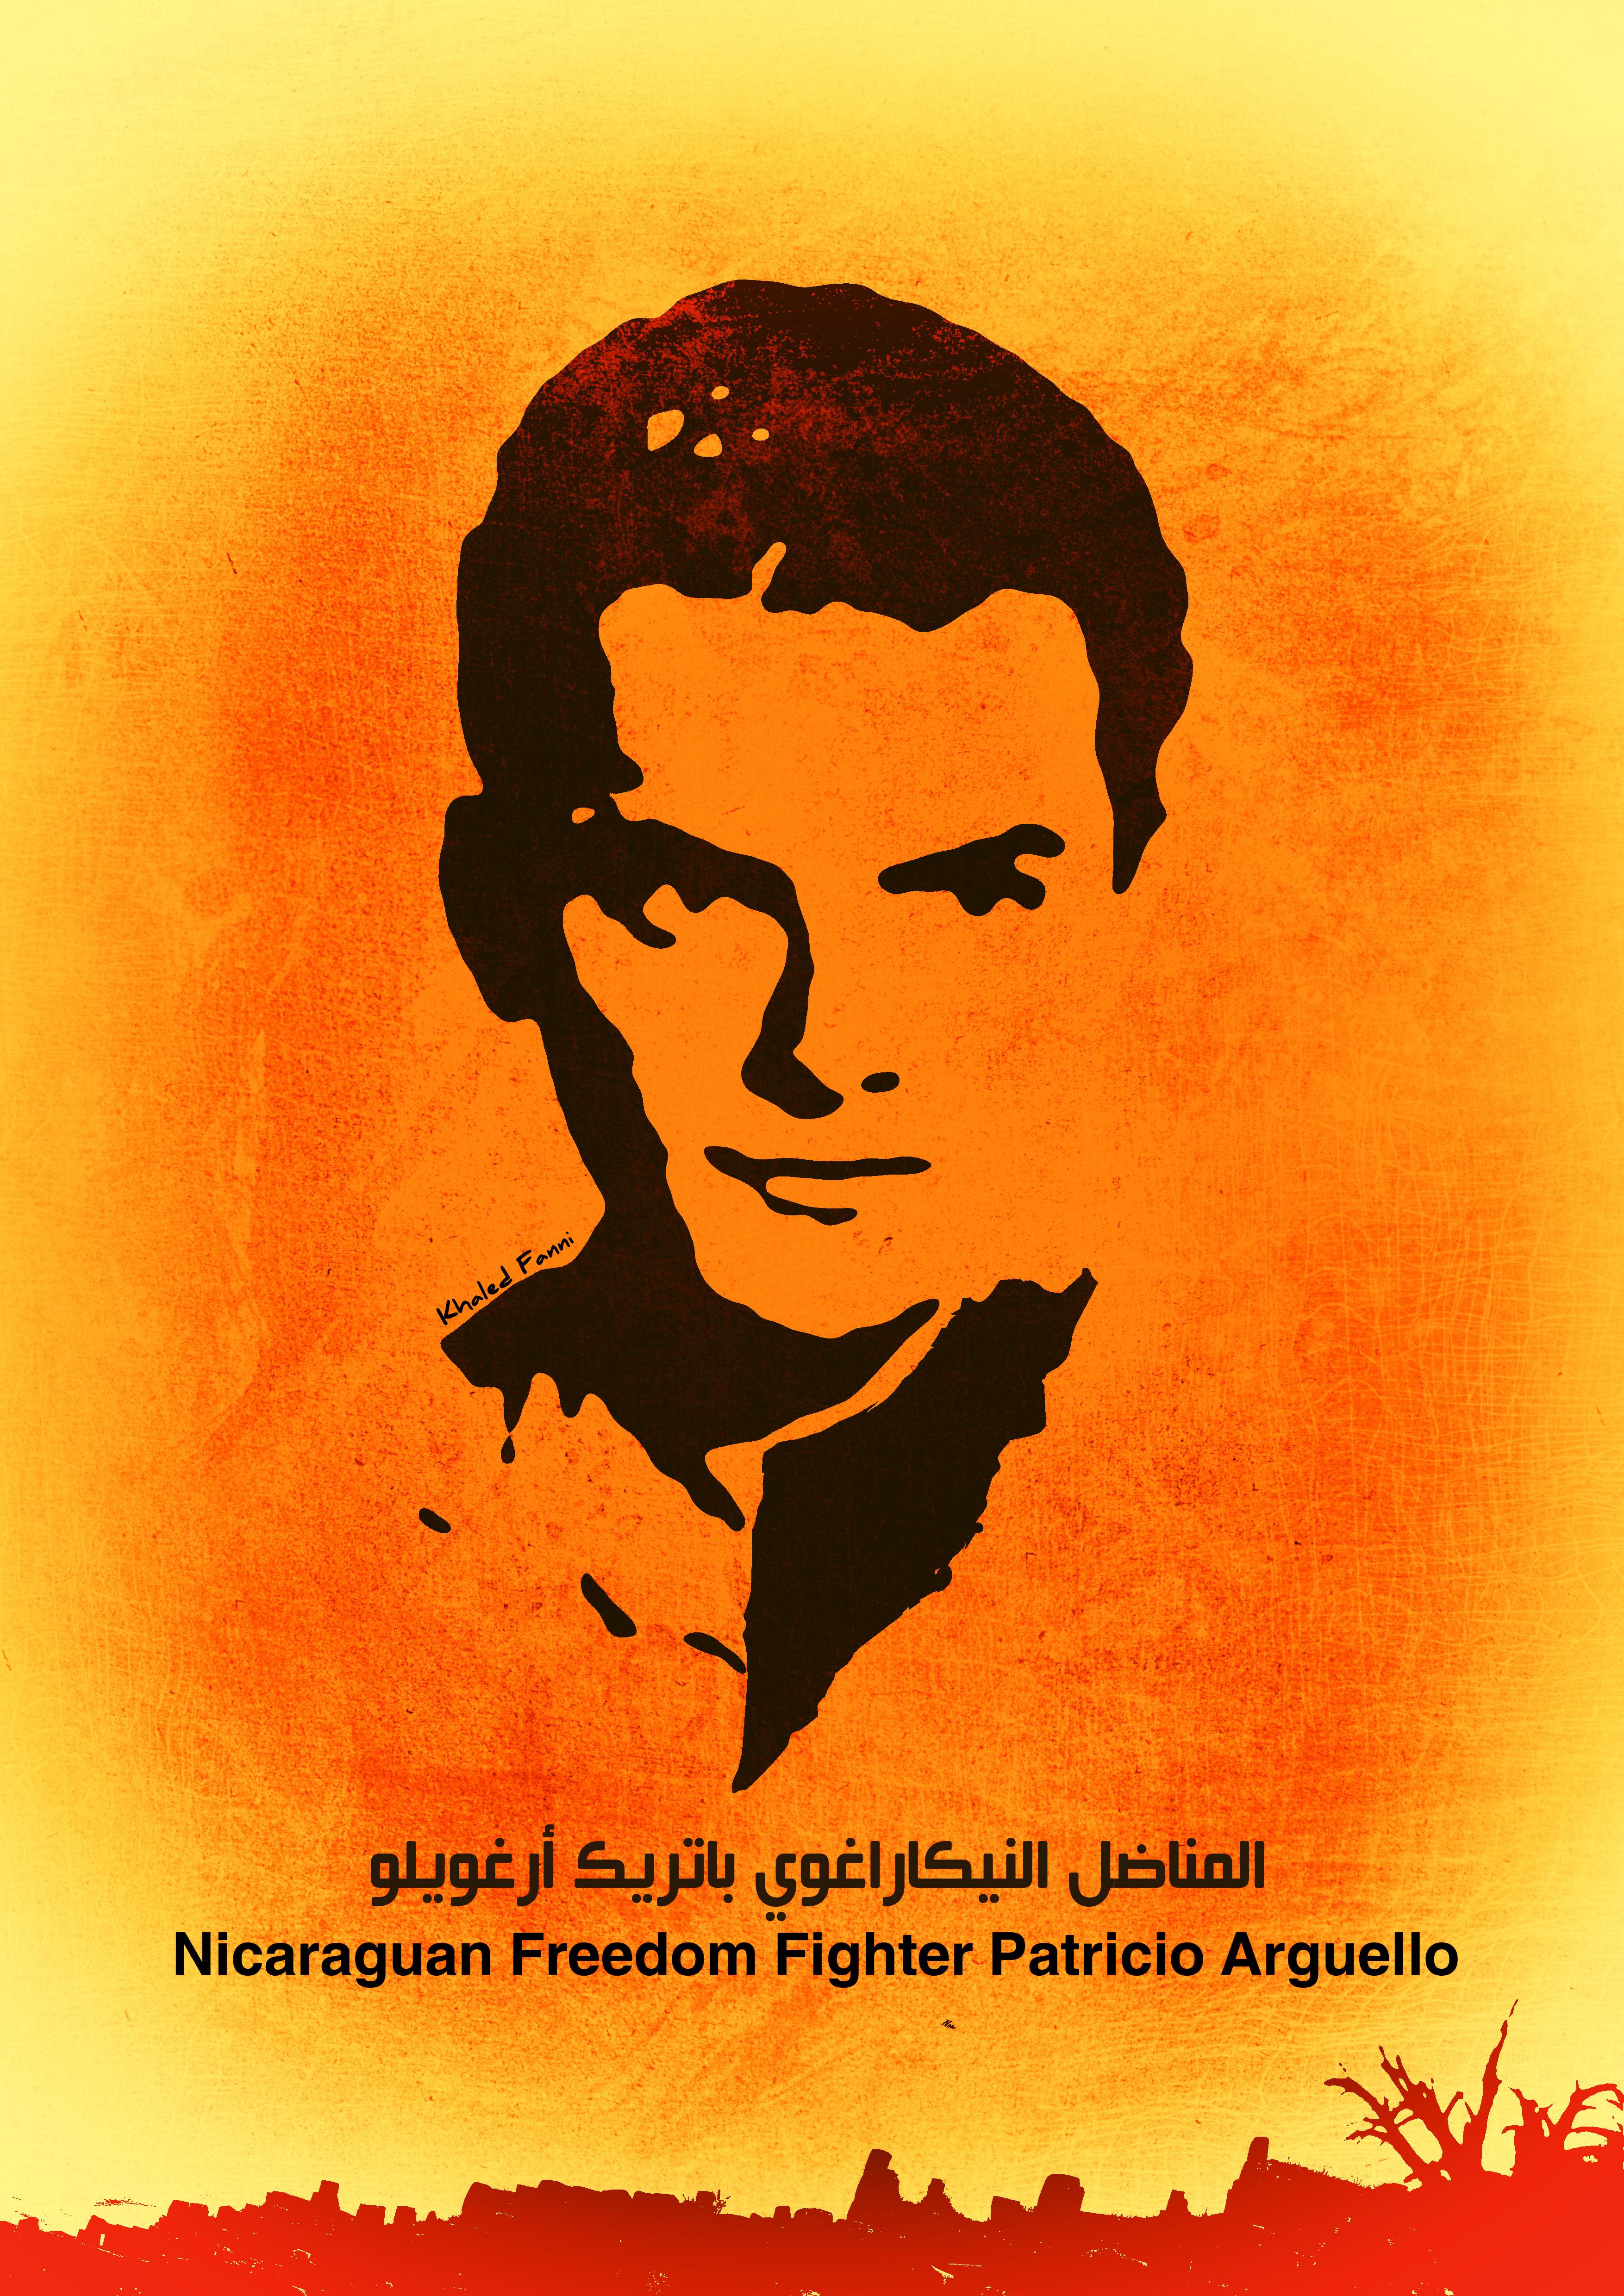 Khaled Fanni
المناضل النيكاراغوي باتريك أرغويلو
Nicaraguan Freedom Fighter Patricio Arguello